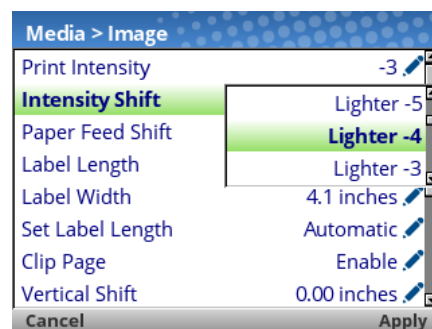 Media > Image
Print Intensity -3
Intensity Shift Lighter -5
Lighter -4
Paper Feed Shift Lighter -3
Label Length
Label Width 4.1 inches
Set Label Length Automatic
Clip Page Enable
Vertical Shift 0.00 inches
Cancel Apply